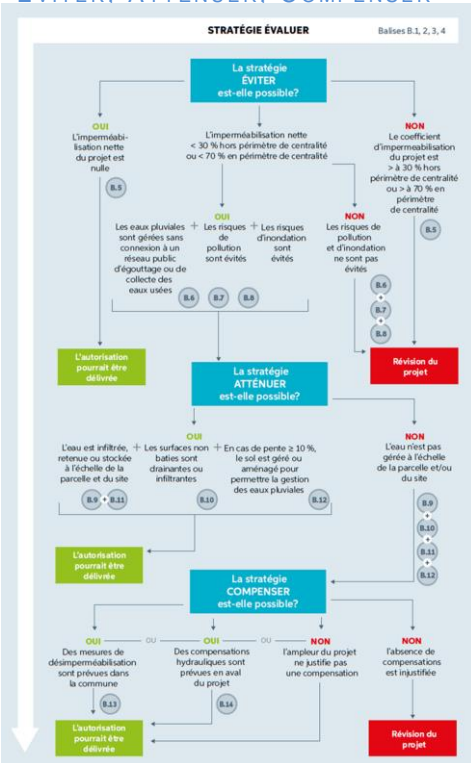 ÉVITER, ATTÉNUER, COMPENSER
STRATÉGIE ÉVALUER
Balises B.1, 2, 3, 4
La stratégie
ÉVITER
est-elle possible?
OUI
L'imperméabi-
lisation nette
du projet est
nulle
B.5
L'imperméabilisation nette
< 30 % hors périmètre de centralité
ou < 70 % en périmètre de centralité
NON
Le coefficient
d'impermeabilisation
du projet est
> à 30 % hors
périmètre de centralité
ou > à 70 % en
périmètre
de centralité
B.5
OUI
Les eaux pluviales + Les risques + Les risques
sont gérées sans de d'inondation
connexion à un pollution sont
réseau public sont évités évités
d'égouttage ou de
collecte des
eaux usées
B.6 B.7 B.8
NON
Les risques de
pollution
et d'inondation
ne sont pas
évités
B.6
+
B.7
+
B.8
L'autorisation
pourrait être
délivrée
La stratégie
ATTÉNUER
est-elle possible?
Révision du
projet
OUI
L'eau est infiltrée, + Les surfaces non + En cas de pente ≥ 10 %,
retenue ou stockée baties sont le sol est géré ou
à l'échelle de la drainantes ou aménagé pour
parcelle et du site infiltrantes permettre la gestion
des eaux pluviales
B.9 + B.11 B.10 B.12
NON
L'eau n'est pas
gérée à l'échelle
de la parcelle et/ou
du site
B.9
+
B.10
+
B.11
+
B.12
L'autorisation
pourrait être
délivrée
La stratégie
COMPENSER
est-elle possible?
OUI OU OUI OU NON
Des mesures de
désimperméabilisation
sont prévues dans
la commune
B.13
Des compensations
hydrauliques sont
prévues en aval
du projet
B.14
l'ampleur du projet
ne justifie pas
une compensation
NON
l'absence de
compensations
est injustifiée
L'autorisation
pourrait être
délivrée
Révision du
projet